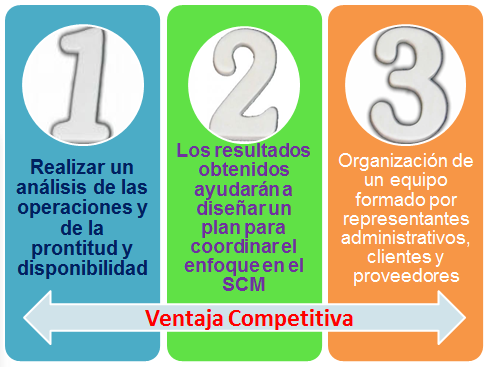 1
Realizar un
análisis de las
operaciones y
de la
prontitud y
disponibilidad
2
Los resultados
obtenidos
ayudarán a
diseñar un
plan para
coordinar el
enfoque en el
SCM
3
Organización de
un equipo
formado por
representantes
administrativos,
clientes y
proveedores
Ventaja Competitiva